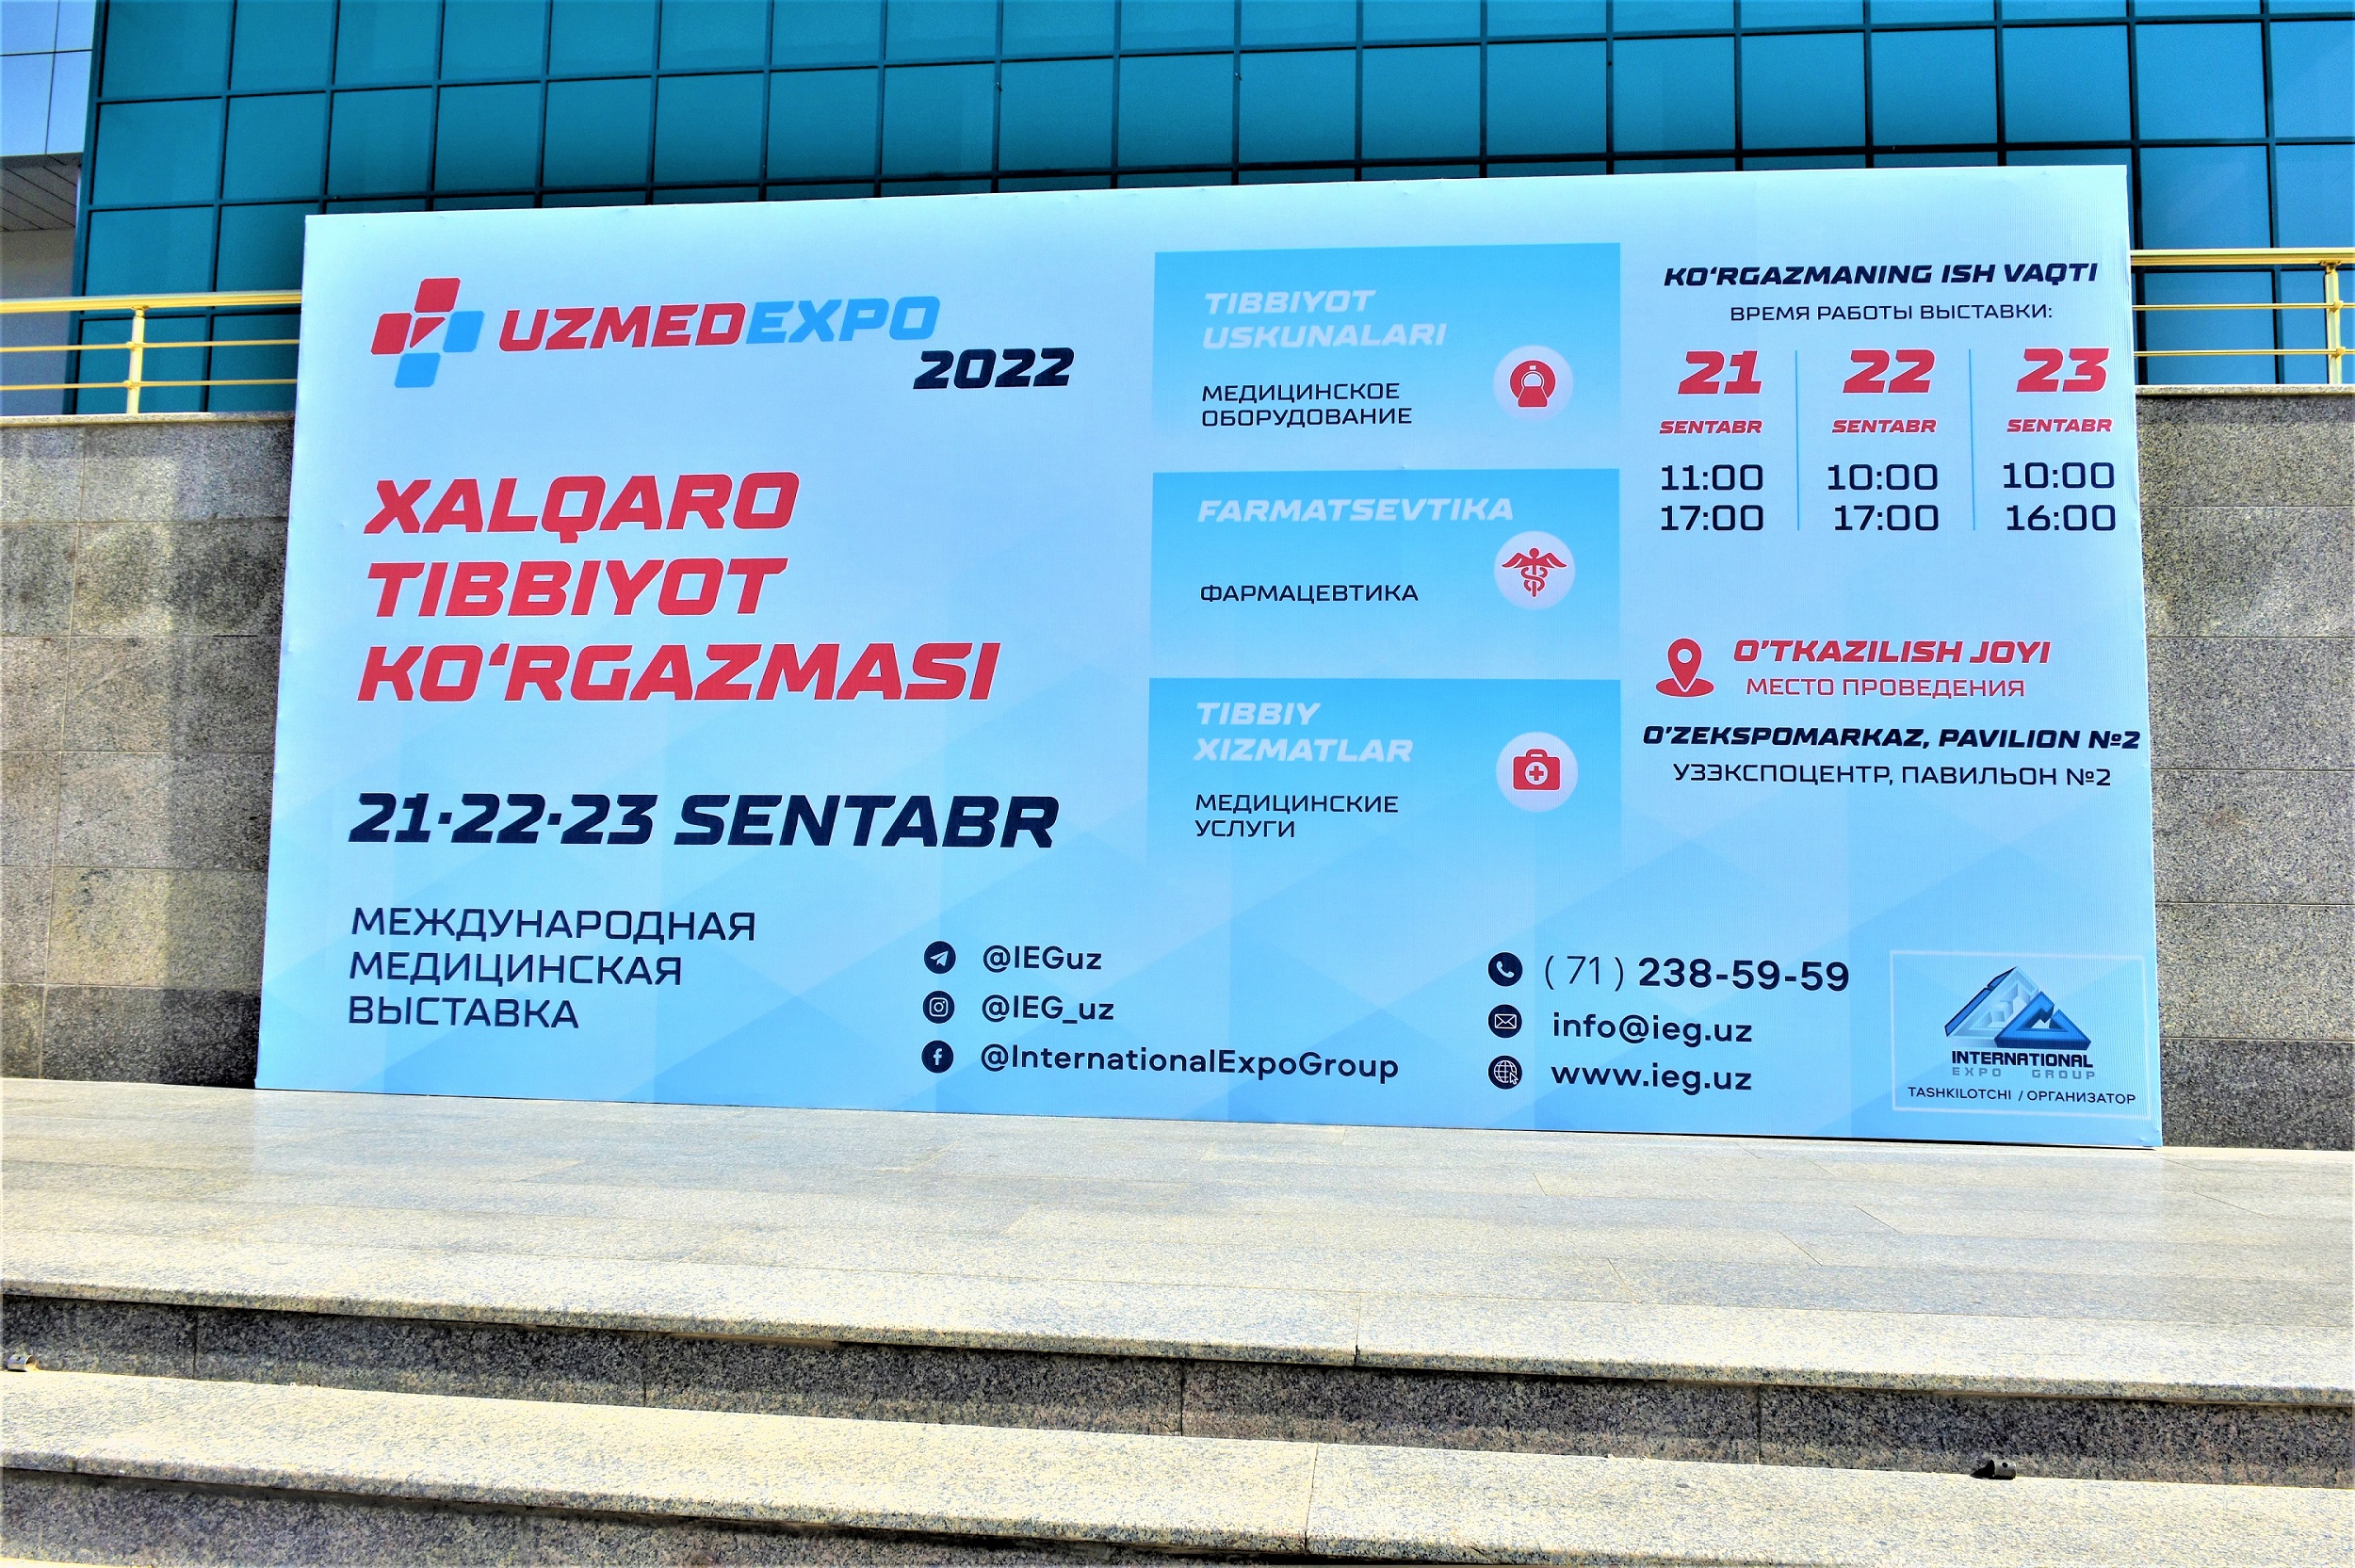 UZMEDEXPO
2022
XALQARO
TIBBIYOT
KO‘RGAZMASI
21·22·23 SENTABR
МЕЖДУНАРОДНАЯ
МЕДИЦИНСКАЯ
ВЫСТАВКА
TIBBIYOT
USKUNALARI
МЕДИЦИНСКОЕ
ОБОРУДОВАНИЕ
FARMATSEVTIKA
ФАРМАЦЕВТИКА
TIBBIY
XIZMATLAR
МЕДИЦИНСКИЕ
УСЛУГИ
KO‘RGAZMANING ISH VAQTI
ВРЕМЯ РАБОТЫ ВЫСТАВКИ:
21 22 23
SENTABR SENTABR SENTABR
11:00 10:00 10:00
17:00 17:00 16:00
O’TKAZILISH JOYI
МЕСТО ПРОВЕДЕНИЯ
O’ZEKSPOMARKAZ, PAVILION №2
УЗЭКСПОЦЕНТР, ПАВИЛЬОН №2
@IEGuz
@IEG_uz
@InternationalExpoGroup
(71) 238-59-59
info@ieg.uz
www.ieg.uz
INTERNATIONAL
EXPO GROUP
TASHKILOTCHI / ОРГАНИЗАТОР